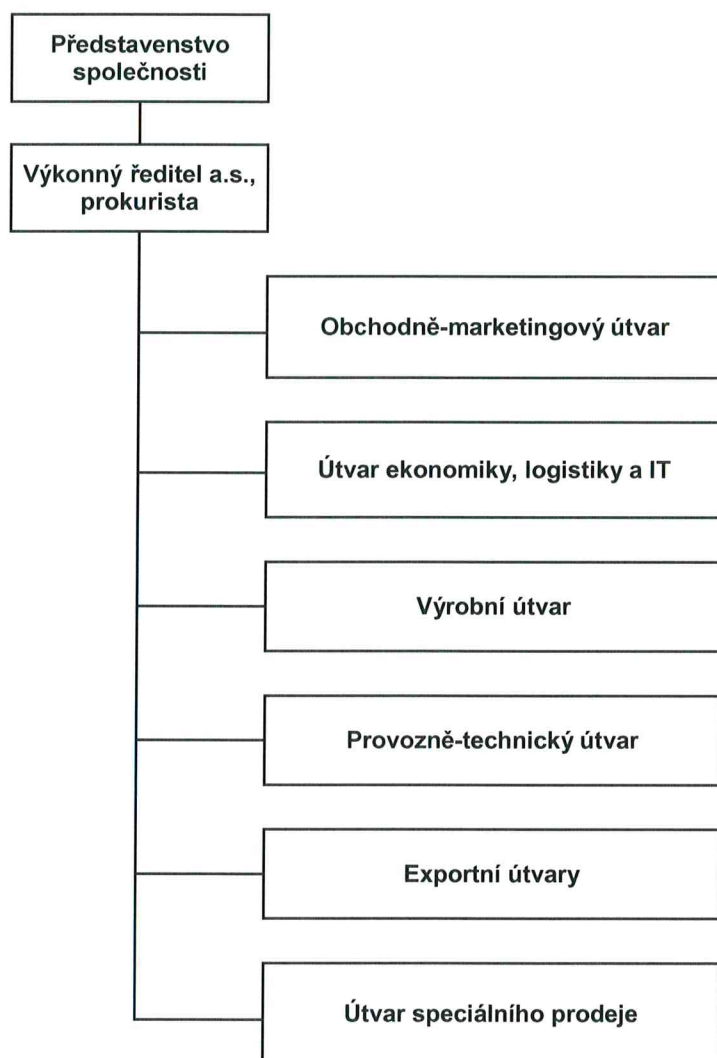 Představenstvo
společnosti
Výkonný ředitel a.s.,
prokurista
Obchodně-marketingový útvar
Útvar ekonomiky, logistiky a IT
Výrobní útvar
Provozně-technický útvar
Exportní útvary
Útvar speciálního prodeje